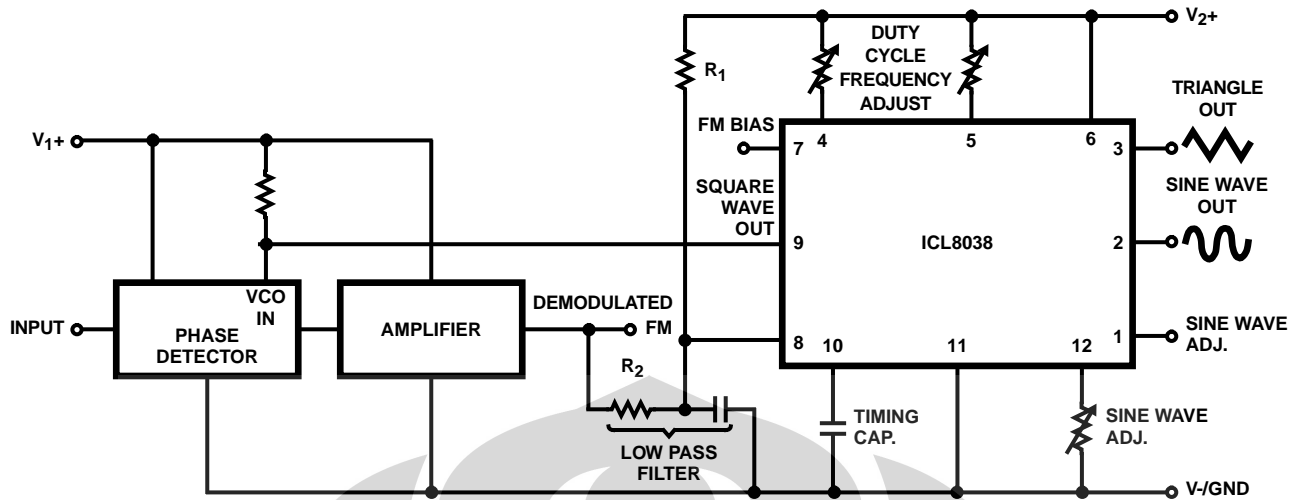 V2+
DUTY
CYCLE
FREQUENCY
ADJUST
R1
V1+
FM BIAS
7
4
5
6
3
TRIANGLE
OUT
SQUARE
WAVE
OUT
9
ICL8038
2
SINE WAVE
OUT
INPUT
VCO
IN
PHASE
DETECTOR
AMPLIFIER
DEMODULATED
FM
8
10
11
12
1
SINE WAVE
ADJ.
R2
LOW PASS
FILTER
TIMING
CAP.
SINE WAVE
ADJ.
V-/GND